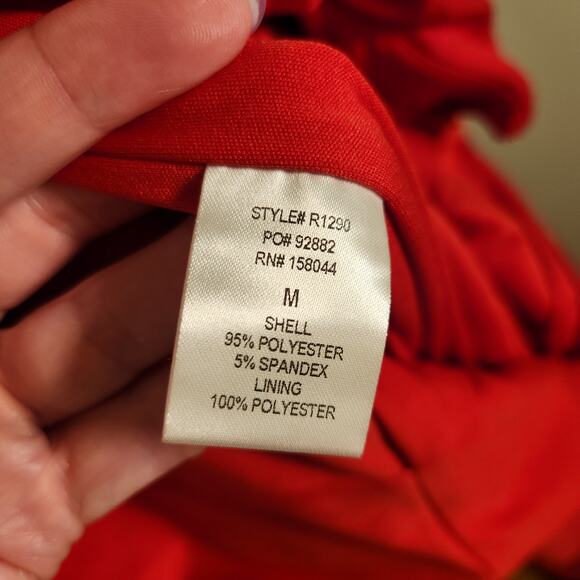 STYLE# R1290
PO# 92882
RN# 158044
M
SHELL
95% POLYESTER
5% SPANDEX
LINING
100% POLYESTER